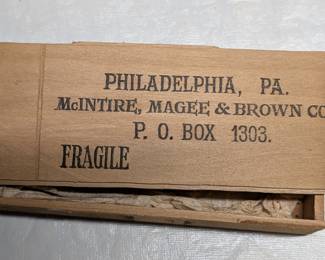 PHILADELPHIA, PA.
McINTIRE, MAGEE & BROWN CO
P. O. BOX 1303.
FRAGILE